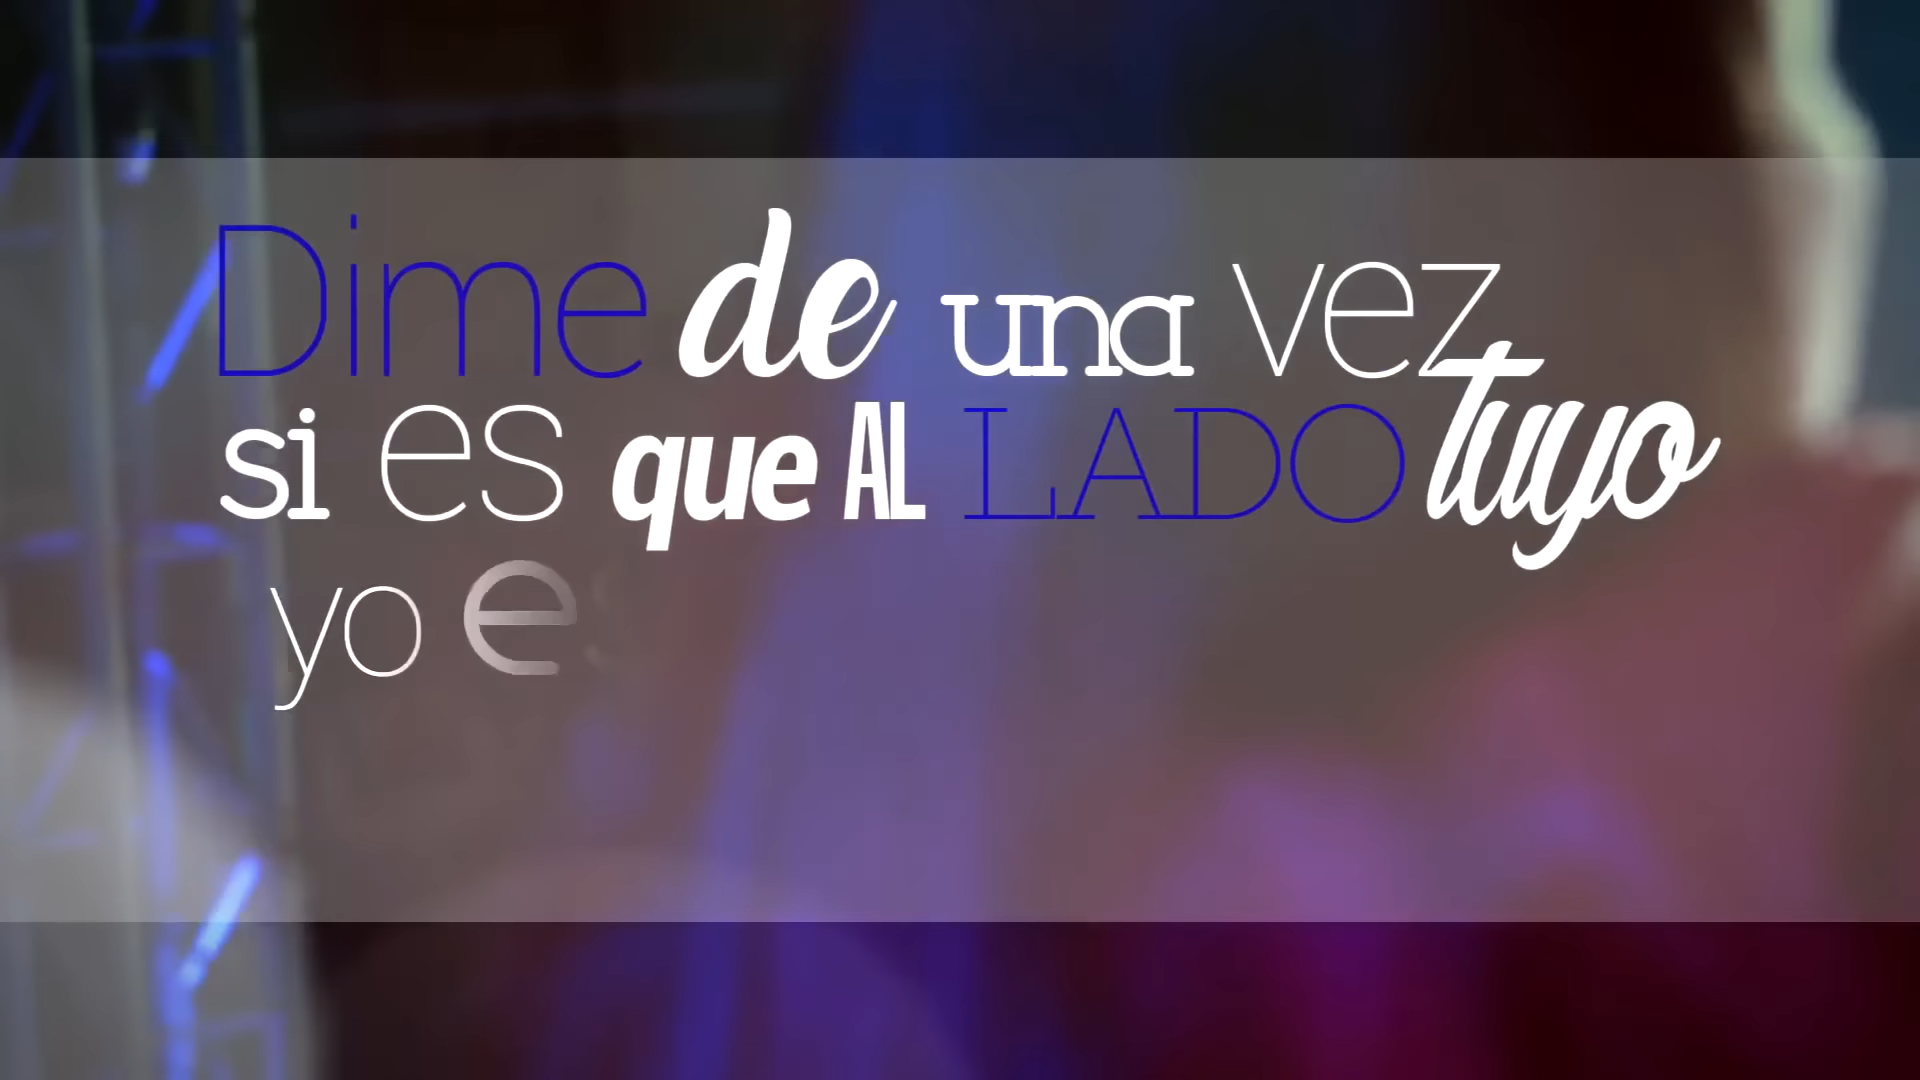 Dime de una vez
si es que AL LADO tuyo
yo